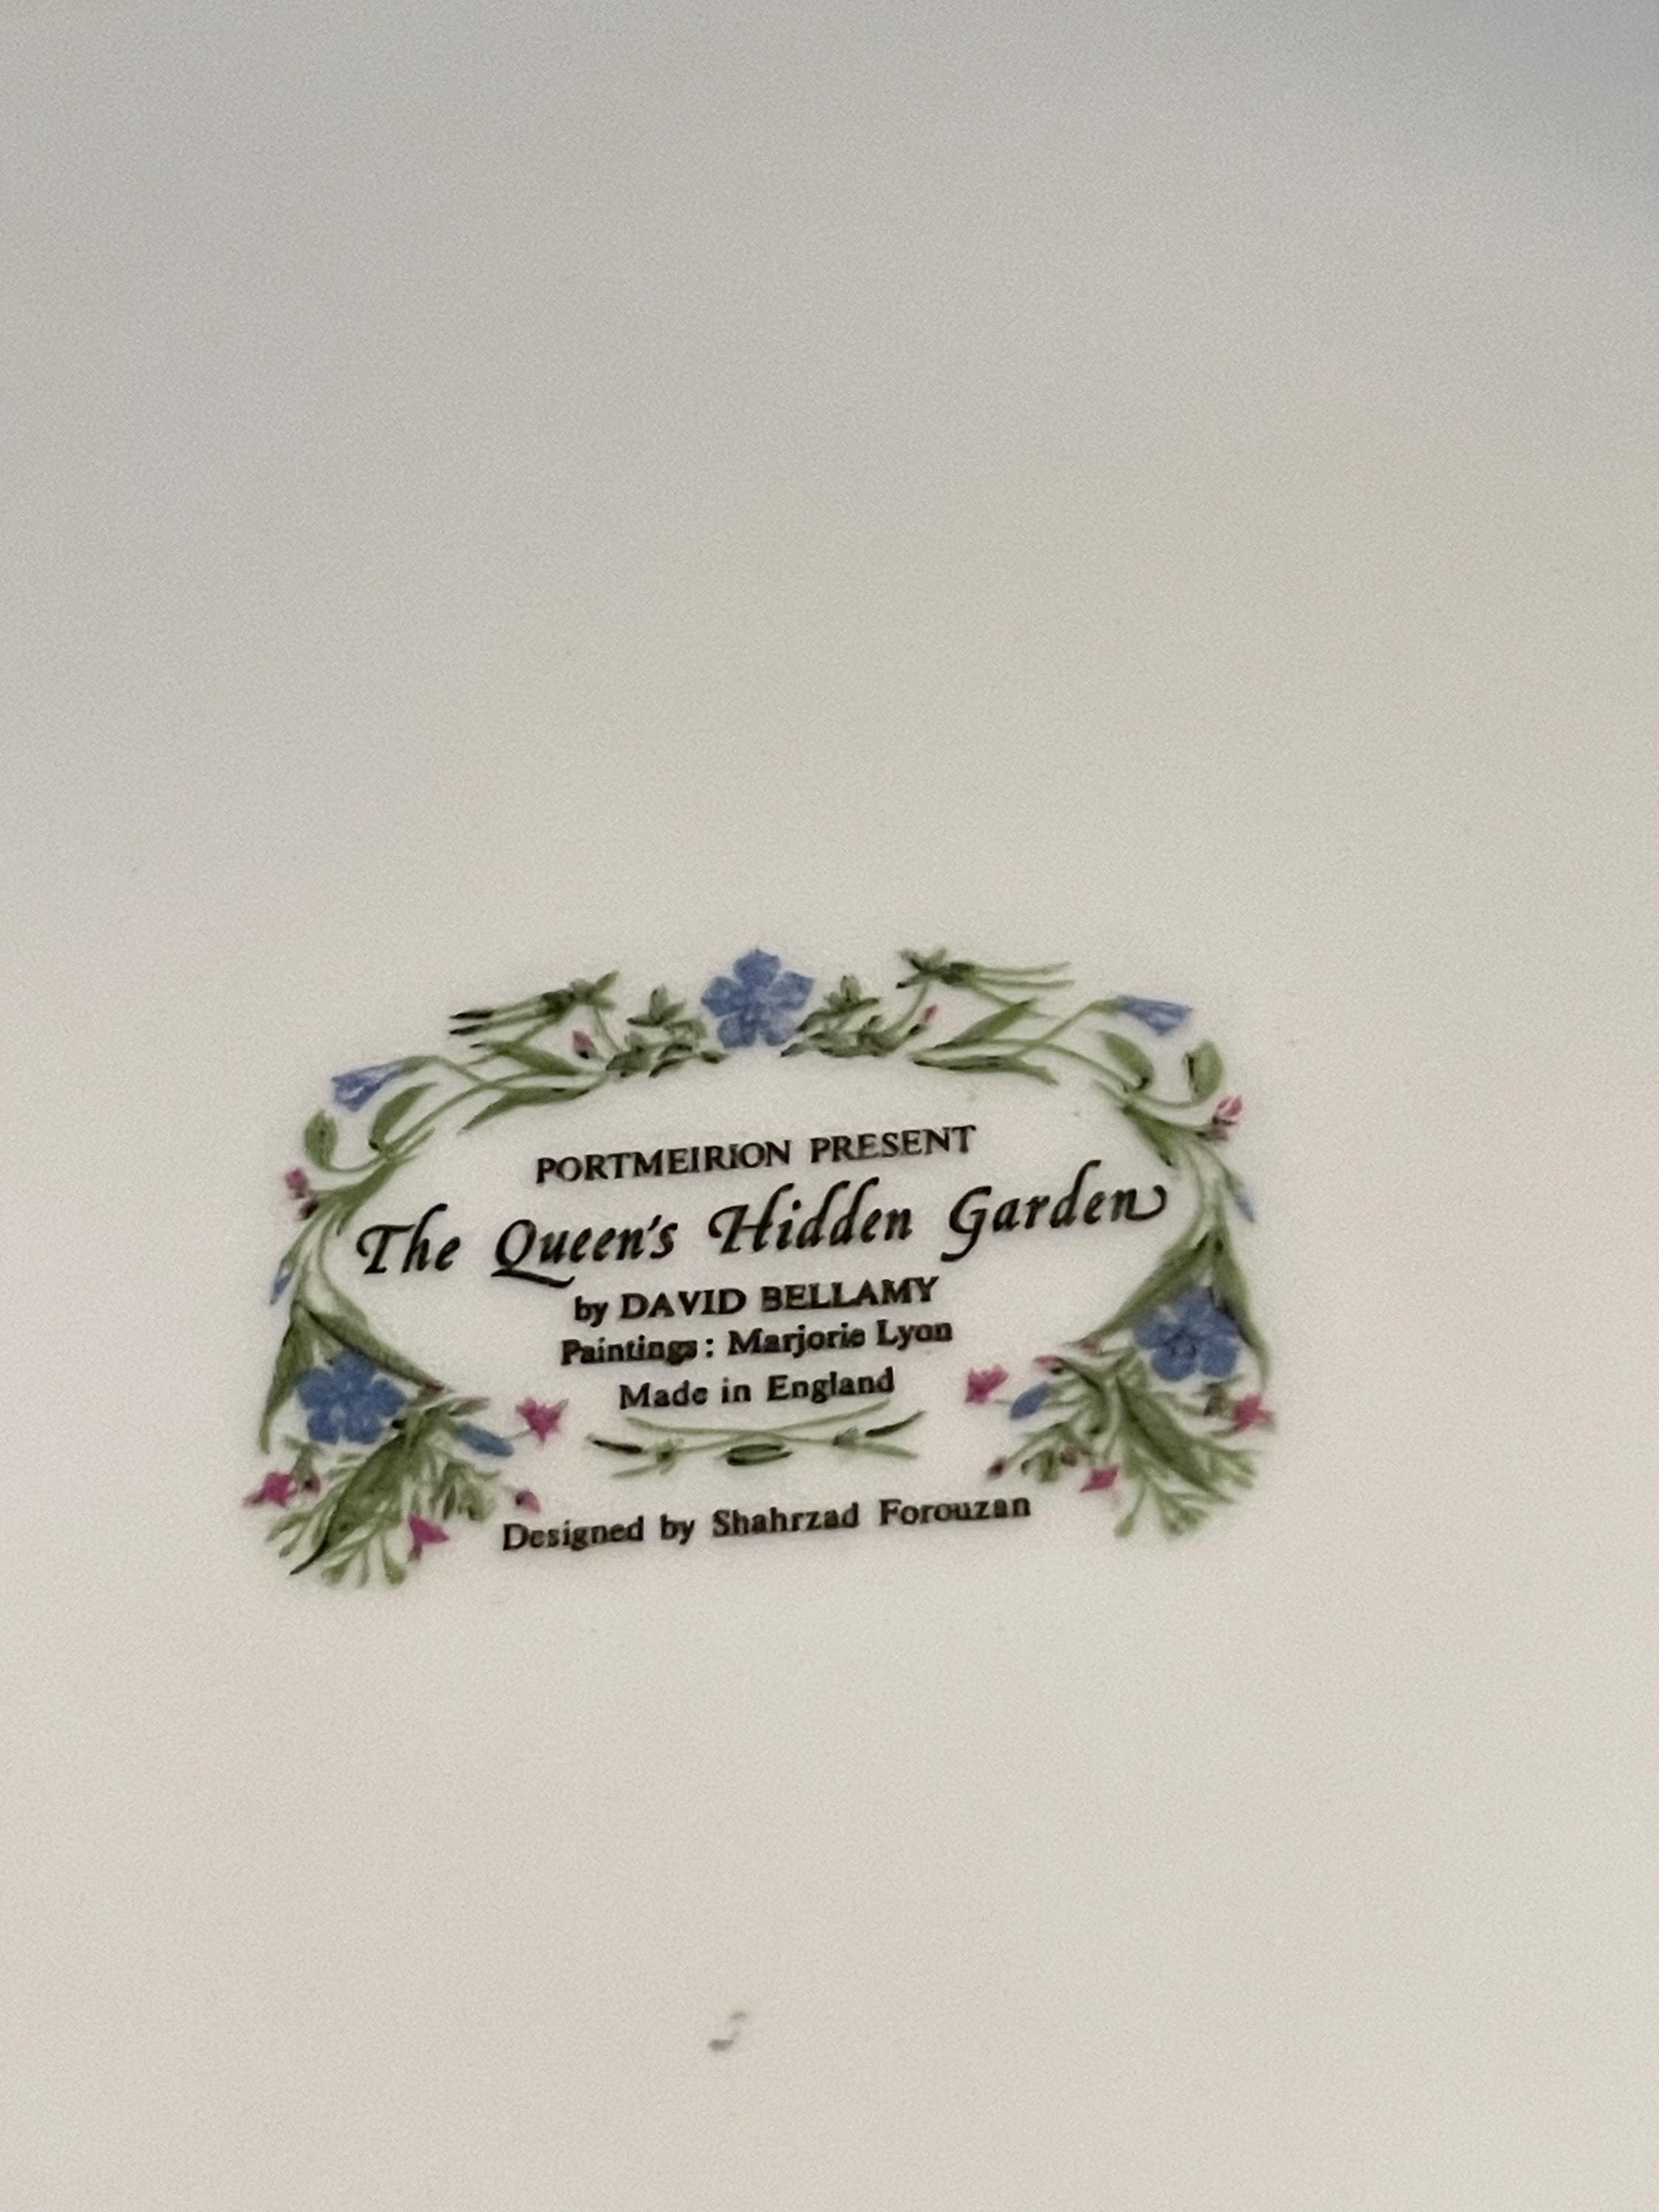 PORTMEIRION PRESENT
The Queen's Hidden Garden
by DAVID BELLAMY
Paintings: Marjorie Lyon
Made in England
Designed by Shahrzad Forouzan